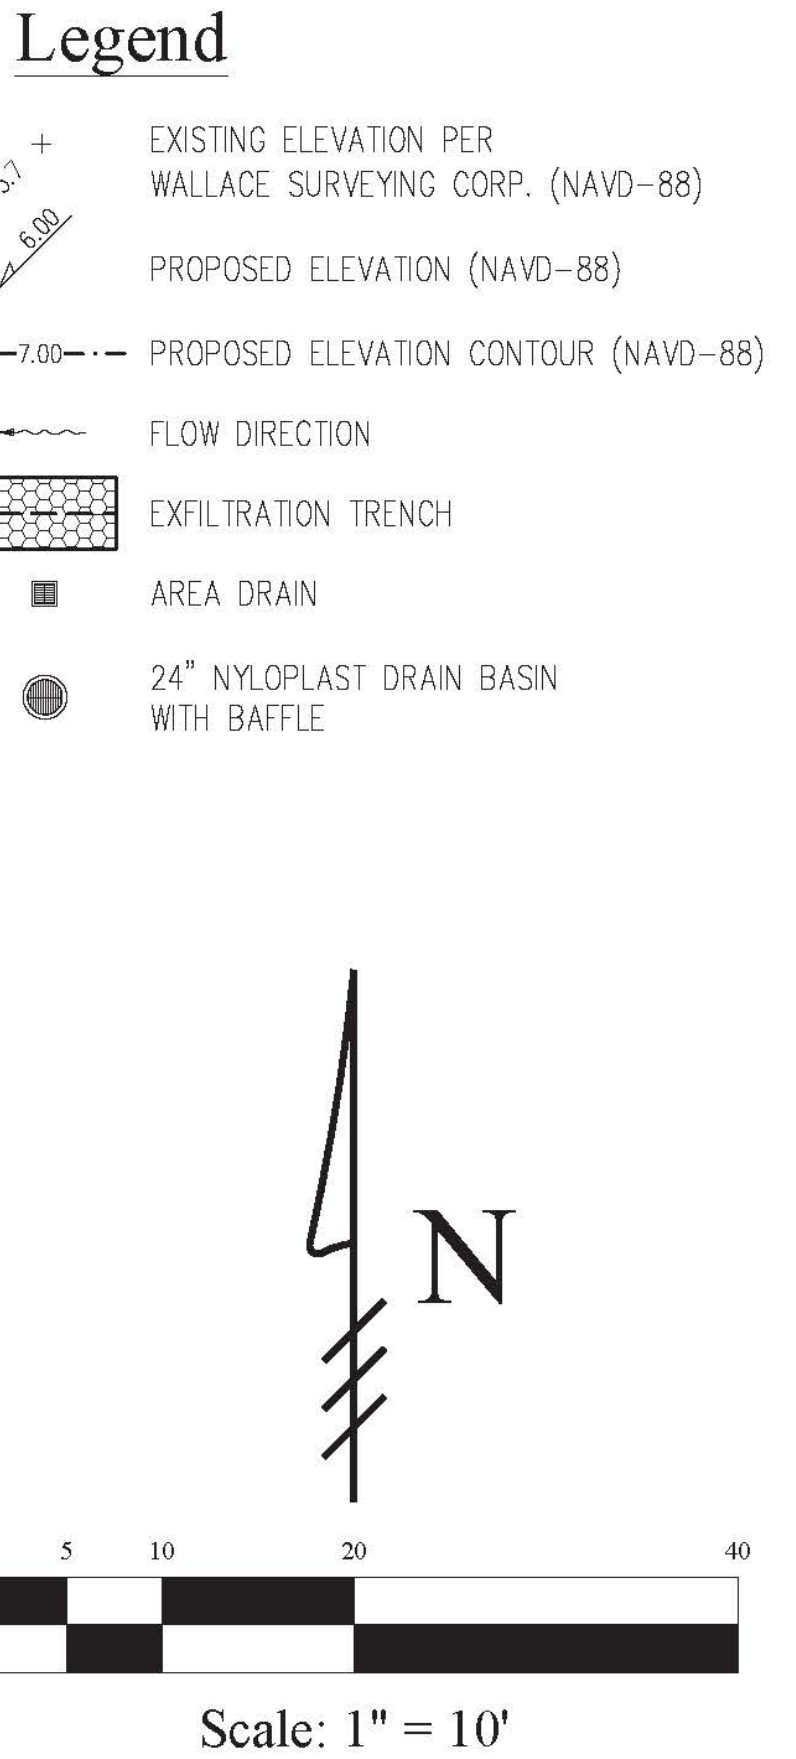 Legend
EXISTING ELEVATION PER
WALLACE SURVEYING CORP. (NAVD-88)
6.00
PROPOSED ELEVATION (NAVD-88)
7.00
PROPOSED ELEVATION CONTOUR (NAVD-88)
FLOW DIRECTION
EXFILTRATION TRENCH
AREA DRAIN
24" NYLOPLAST DRAIN BASIN
WITH BAFFLE
N
5 10 20 40
Scale: 1" = 10'